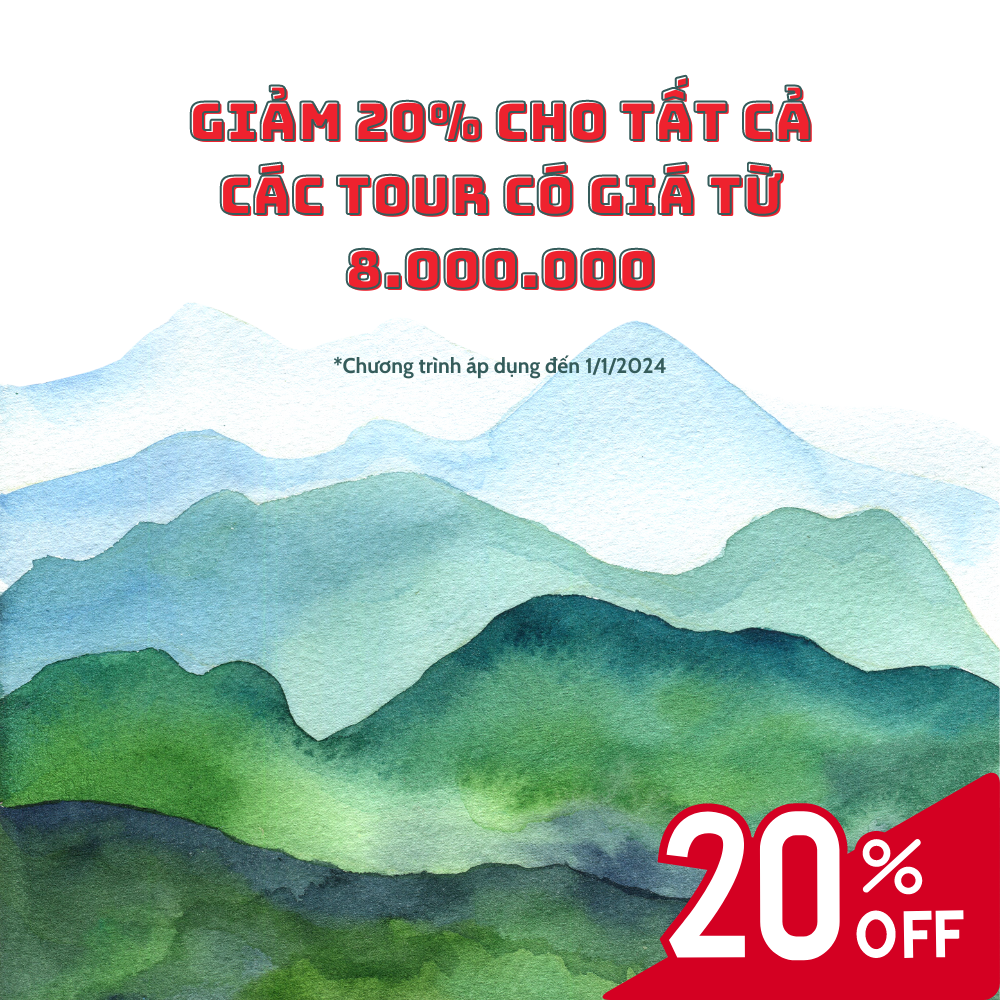 GIẢM 20% CHO TẤT CẢ
CÁC TOUR CÓ GIÁ TỪ
8.000.000
*Chương trình áp dụng đến 1/1/2024
20%
OFF